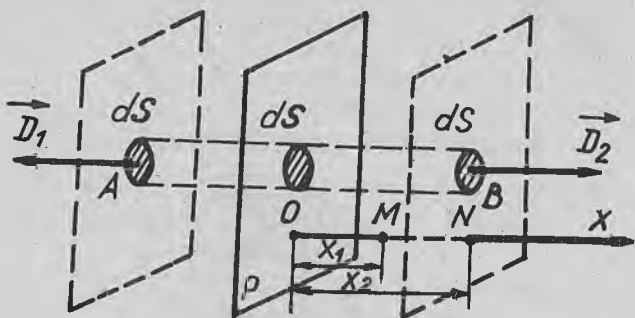 dS dS dS
D₁ D₂
A B
O M N X
x₁
P x₂